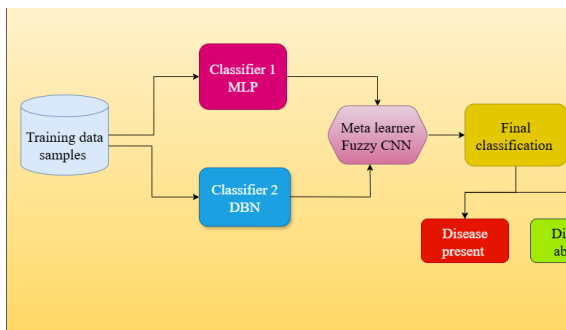 Classifier 1
MLP
Training data
samples
Meta learner
Fuzzy CNN
Final
classification
Classifier 2
DBN
Disease
present